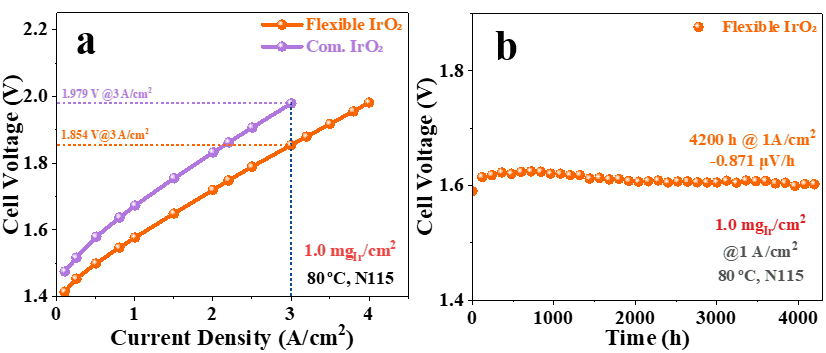 a
Flexible IrO₂
Com. IrO₂
1.979 V @3 A/cm²
1.854 V@3 A/cm²
1.0 mgIr/cm²
80 ℃, N115
2.2
2.0
1.8
1.6
1.4
0
1
2
3
4
Cell Voltage (V)
Current Density (A/cm²)
b
Flexible IrO₂
4200 h @ 1A/cm²
-0.871 μV/h
1.0 mgIr/cm²
@1 A/cm²
80 ℃, N115
1.8
1.6
1.4
0
1000
2000
3000
4000
Cell Voltage (V)
Time (h)